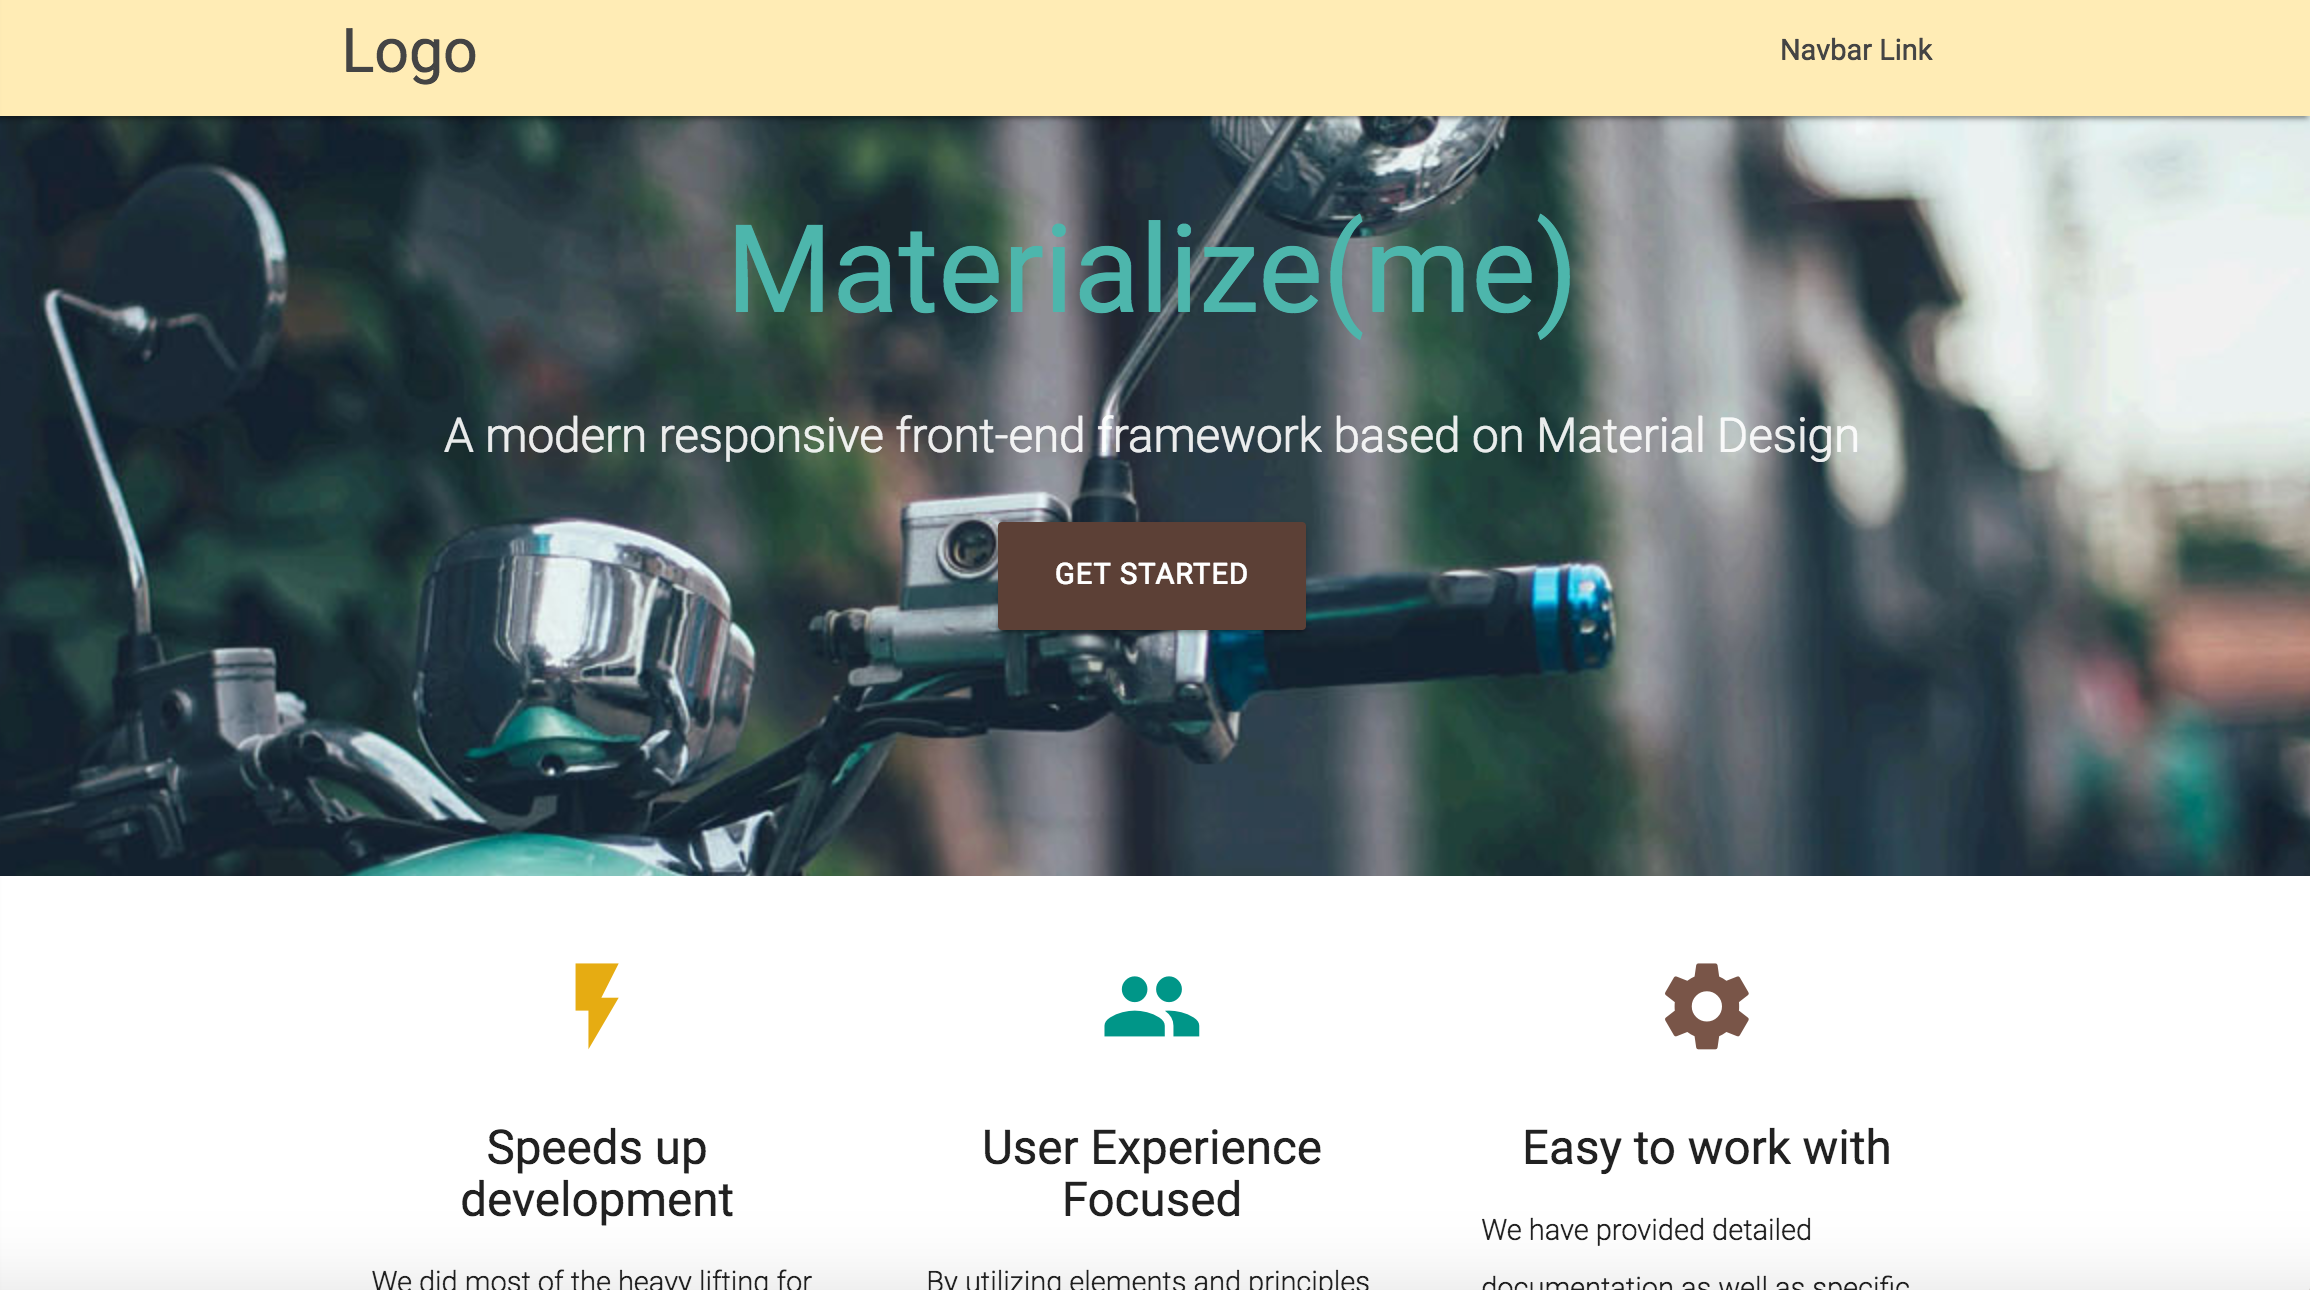 Logo
Navbar Link
Materialize(me)
A modern responsive front-end framework based on Material Design
GET STARTED
Speeds up
development
We did most of the heavy lifting for
User Experience
Focused
By utilizing elements and principles
Easy to work with
We have provided detailed
documentation as well as specific